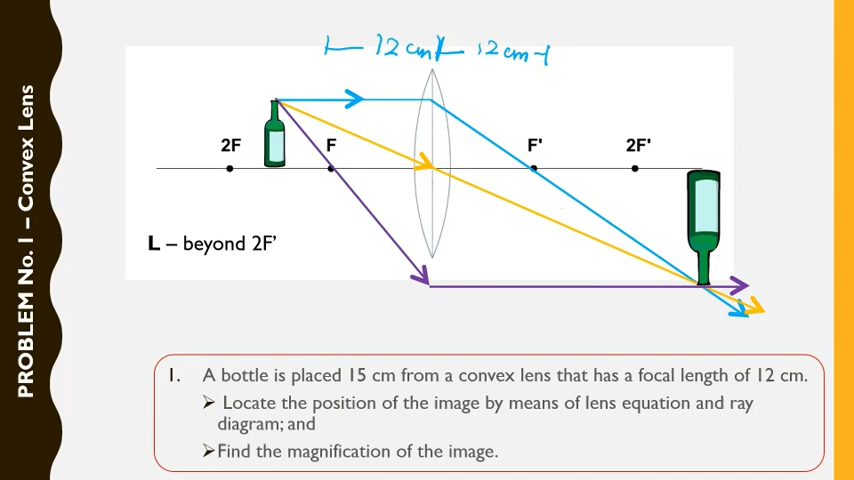 PROBLEM No. 1 – Convex Lens
12 cm 12 cm
2F F F' 2F'
L – beyond 2F'
1. A bottle is placed 15 cm from a convex lens that has a focal length of 12 cm.
➢ Locate the position of the image by means of lens equation and ray
diagram; and
➢ Find the magnification of the image.